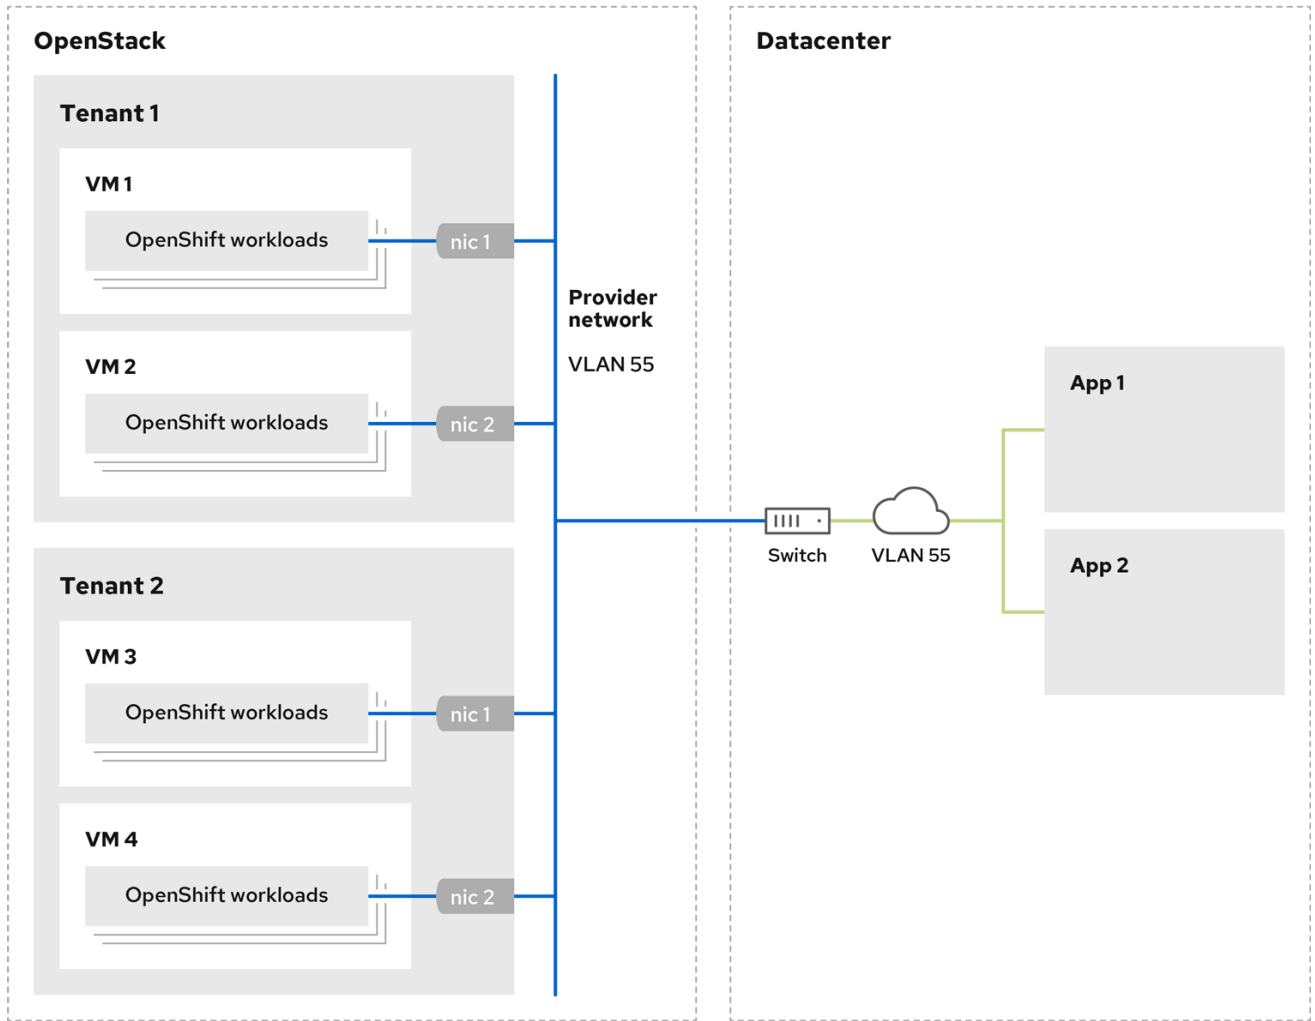 OpenStack
Tenant 1
VM 1
OpenShift workloads
nic 1
VM 2
OpenShift workloads
nic 2
Tenant 2
VM 3
OpenShift workloads
nic 1
VM 4
OpenShift workloads
nic 2
Provider
network
VLAN 55
Datacenter
Switch
VLAN 55
App 1
App 2